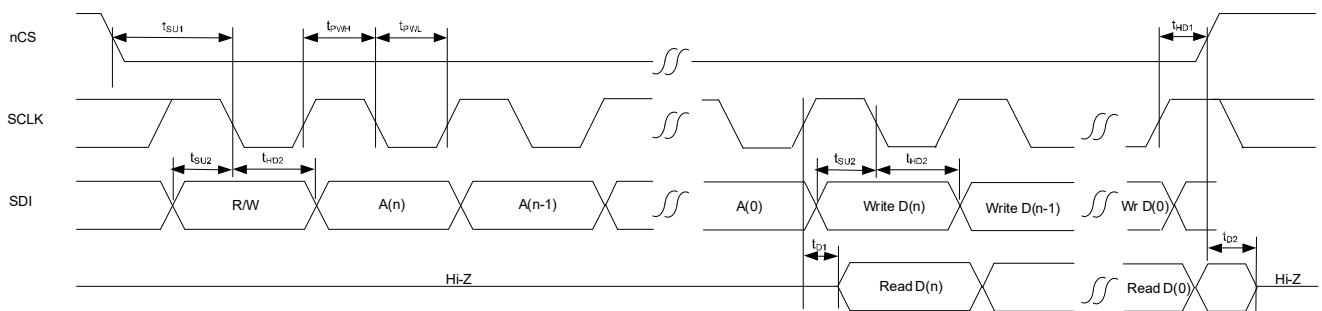 nCS tSU1 tPWH tPWL tHD1
SCLK
tSU2 tHD2 tSU2 tHD2
SDI R/W A(n) A(n-1) A(0) Write D(n) Write D(n-1) Wr D(0)
tD1 tD2
Hi-Z Read D(n) Read D(0) Hi-Z